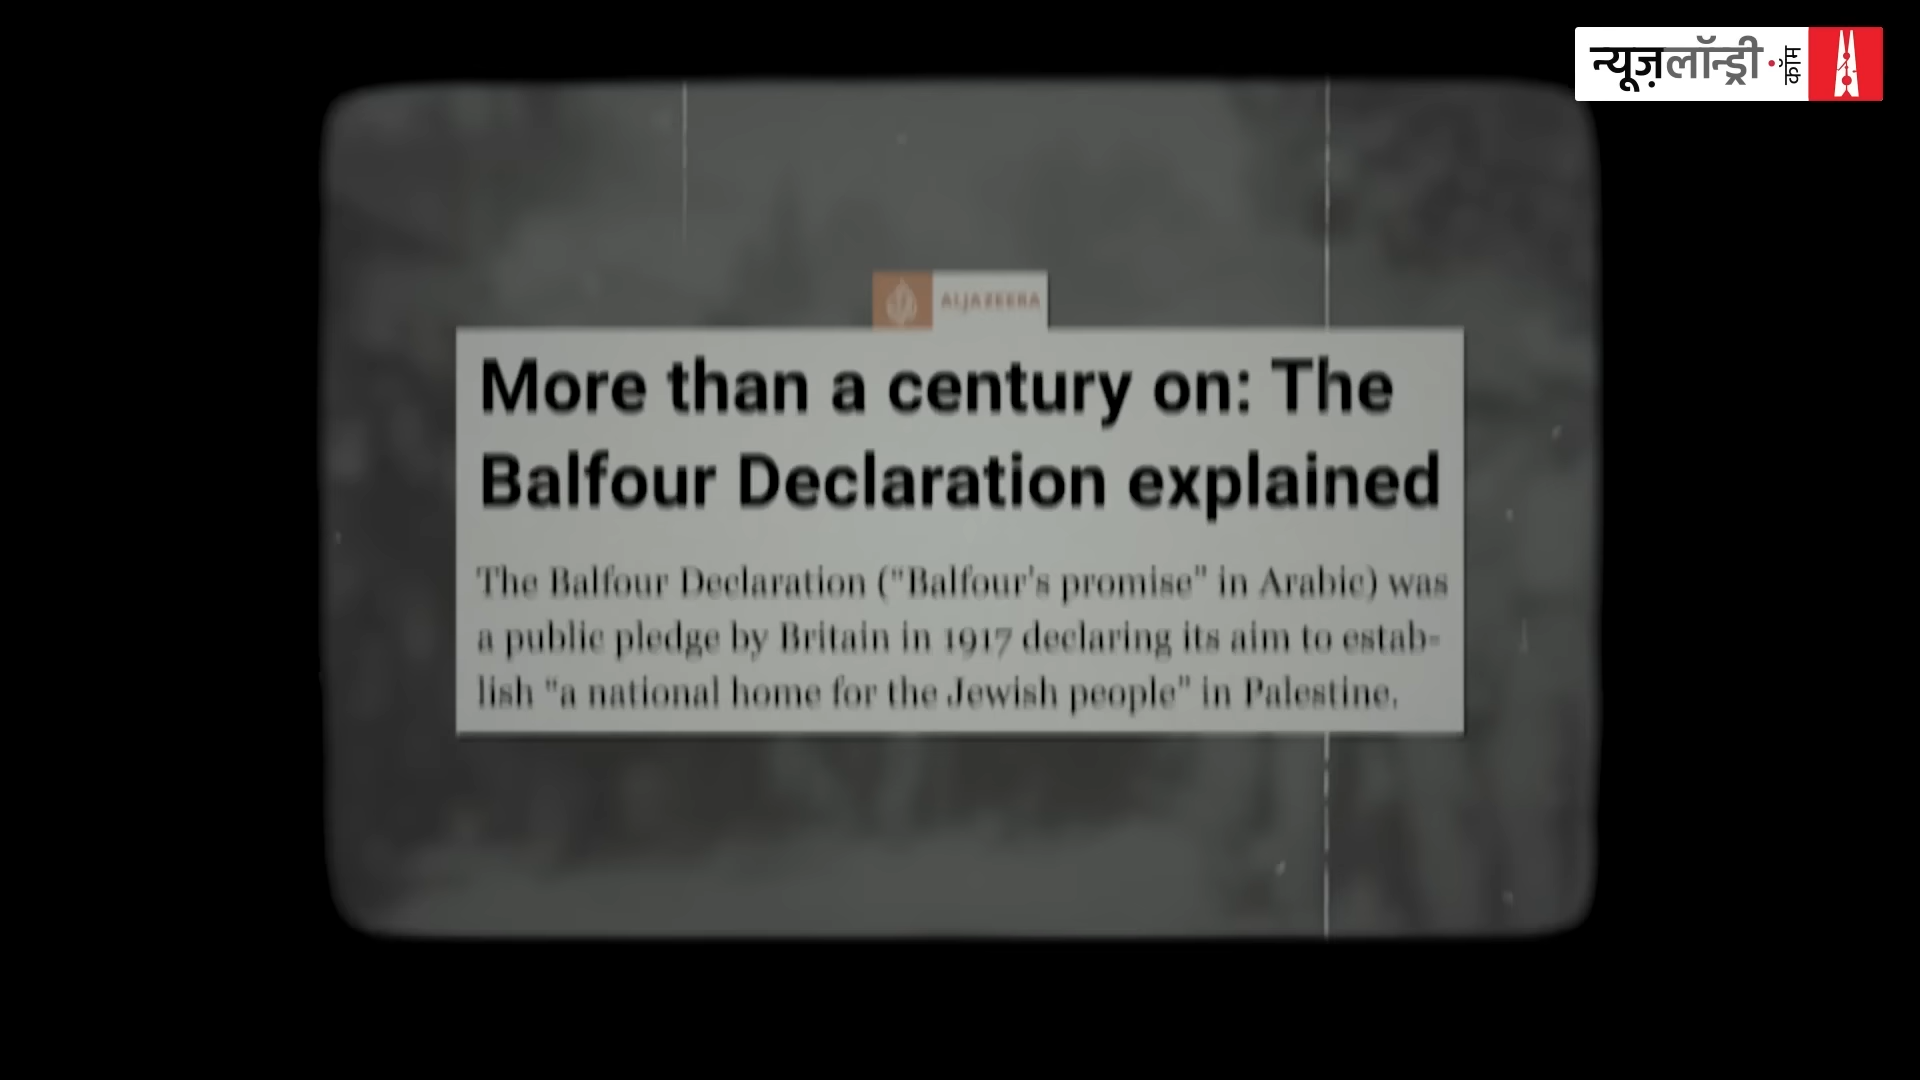 न्यूज़लॉन्ड्री.कॉम
ALJAZEERA
More than a century on: The
Balfour Declaration explained
The Balfour Declaration (“Balfour's promise" in Arabic) was
a public pledge by Britain in 1917 declaring its aim to estab-
lish "a national home for the Jewish people" in Palestine.